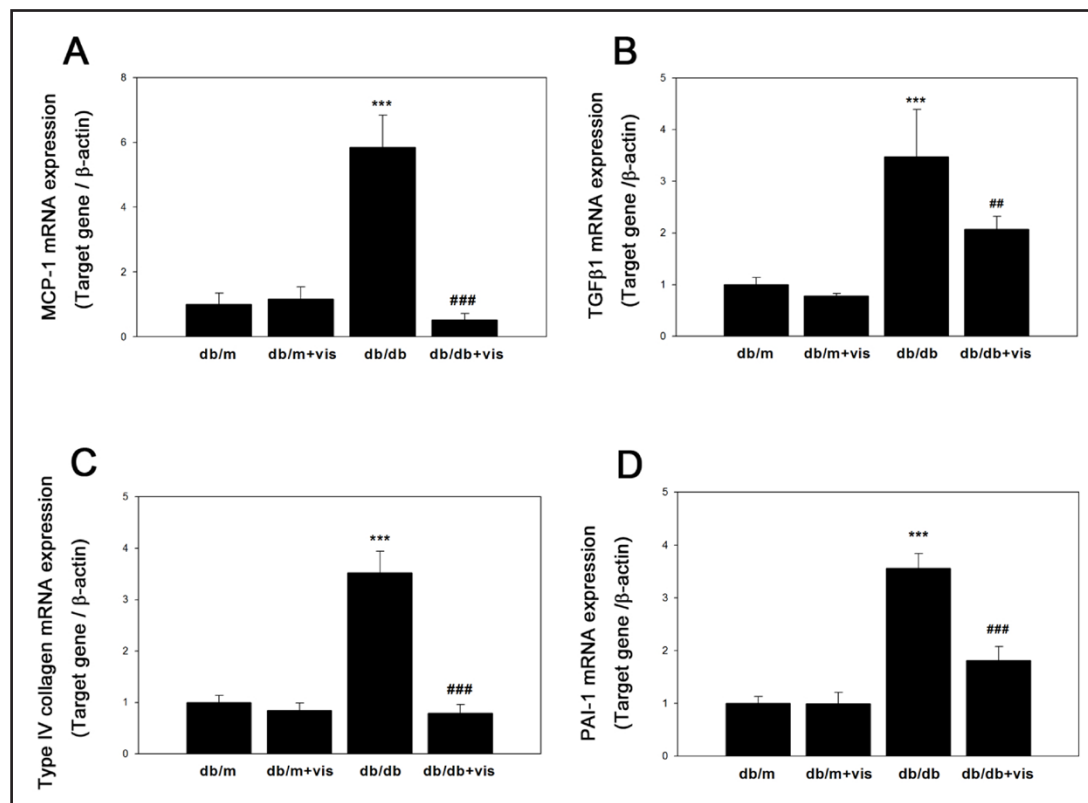 A
MCP-1 mRNA expression
(Target gene / β-actin)
8
6
4
2
0
***
###
db/m
db/m+vis
db/db
db/db+vis
B
TGFβ1 mRNA expression
(Target gene /β-actin)
5
4
3
2
1
0
***
##
db/m
db/m+vis
db/db
db/db+vis
C
Type IV collagen mRNA expression
(Target gene / β-actin)
5
4
3
2
1
0
***
###
db/m
db/m+vis
db/db
db/db+vis
D
PAI-1 mRNA expression
(Target gene /β-actin)
5
4
3
2
1
0
***
###
db/m
db/m+vis
db/db
db/db+vis